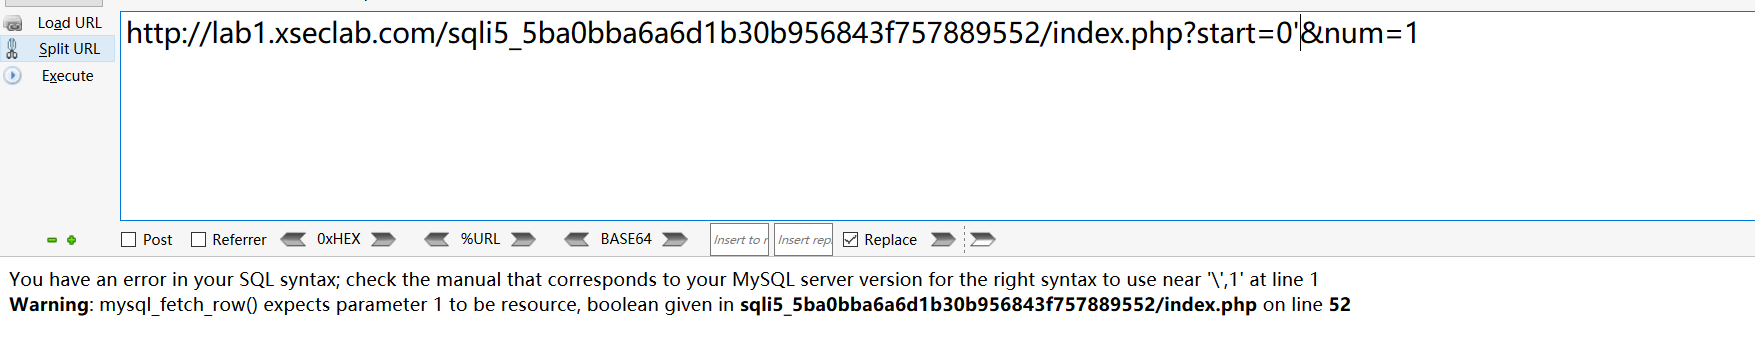 Load URL
http://lab1.xseclab.com/sqli5_5ba0bba6a6d1b30b956843f757889552/index.php?start=0'&num=1
Split URL
Execute
Post Referrer 0xHEX %URL BASE64 Insert to r Insert repl Replace
You have an error in your SQL syntax; check the manual that corresponds to your MySQL server version for the right syntax to use near '\',1' at line 1
Warning: mysql_fetch_row() expects parameter 1 to be resource, boolean given in sqli5_5ba0bba6a6d1b30b956843f757889552/index.php on line 52